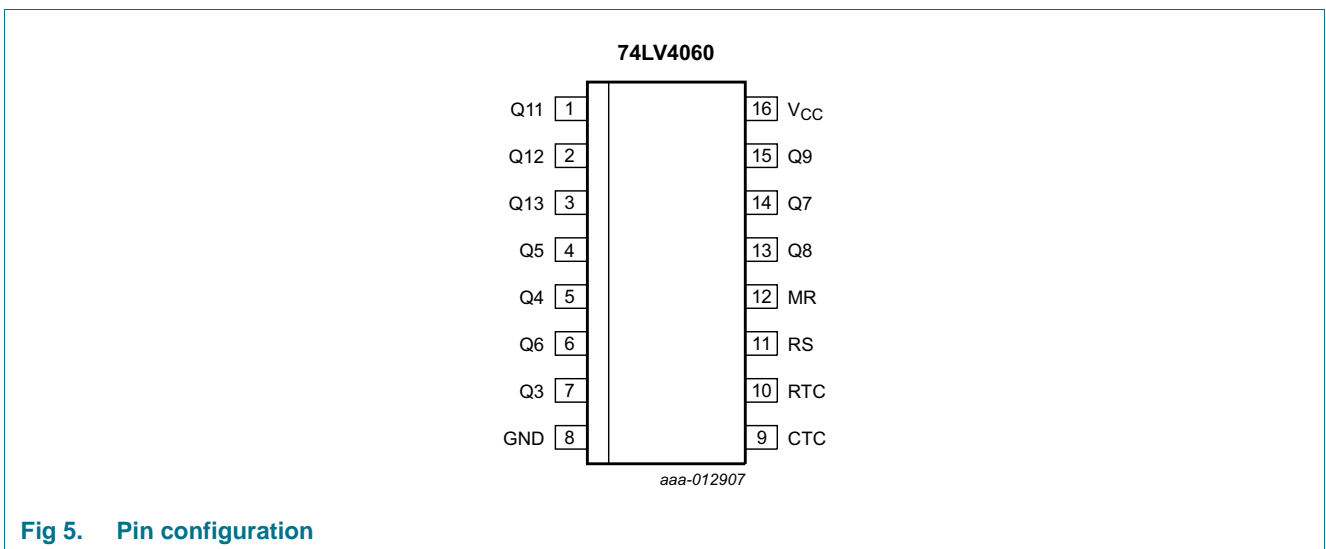 74LV4060
Q11 1 16 VCC
Q12 2 15 Q9
Q13 3 14 Q7
Q5 4 13 Q8
Q4 5 12 MR
Q6 6 11 RS
Q3 7 10 RTC
GND 8 9 CTC
aaa-012907
Fig 5. Pin configuration